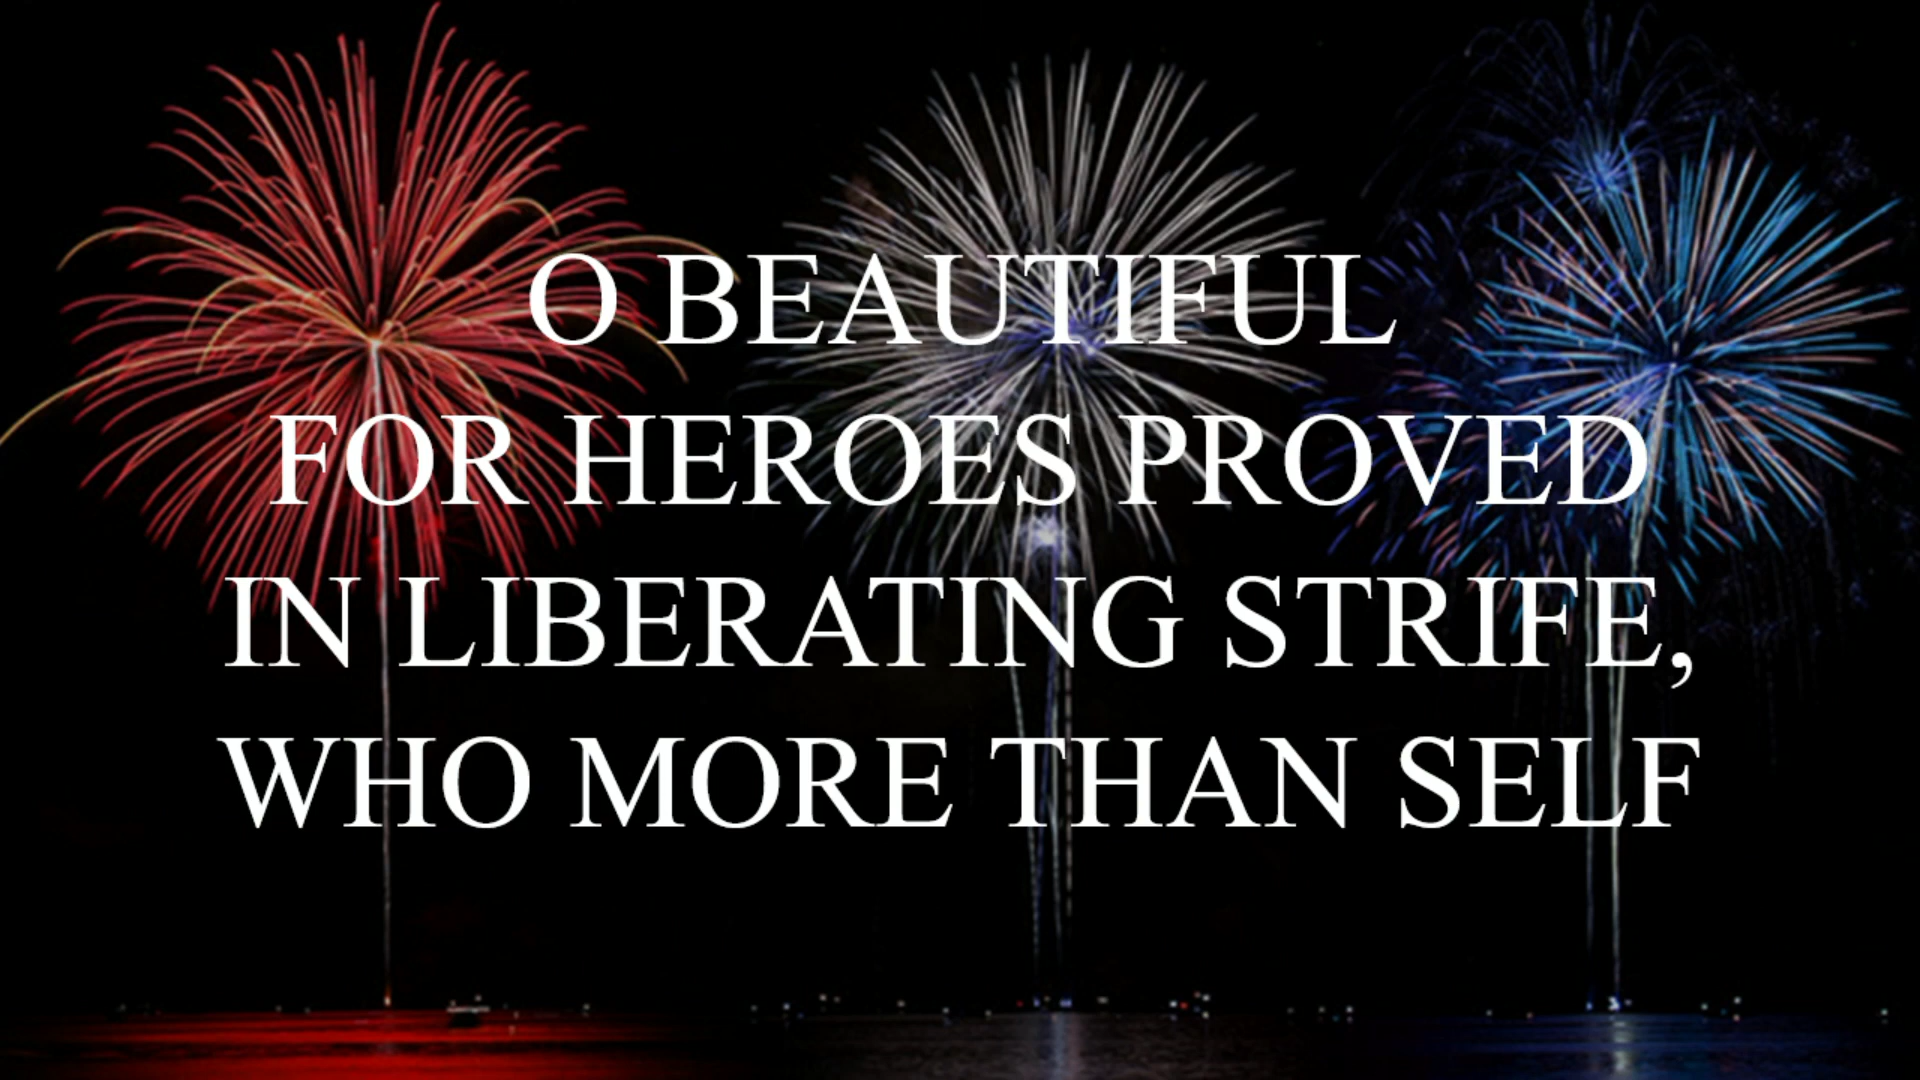 O BEAUTIFUL
FOR HEROES PROVED
IN LIBERATING STRIFE,
WHO MORE THAN SELF